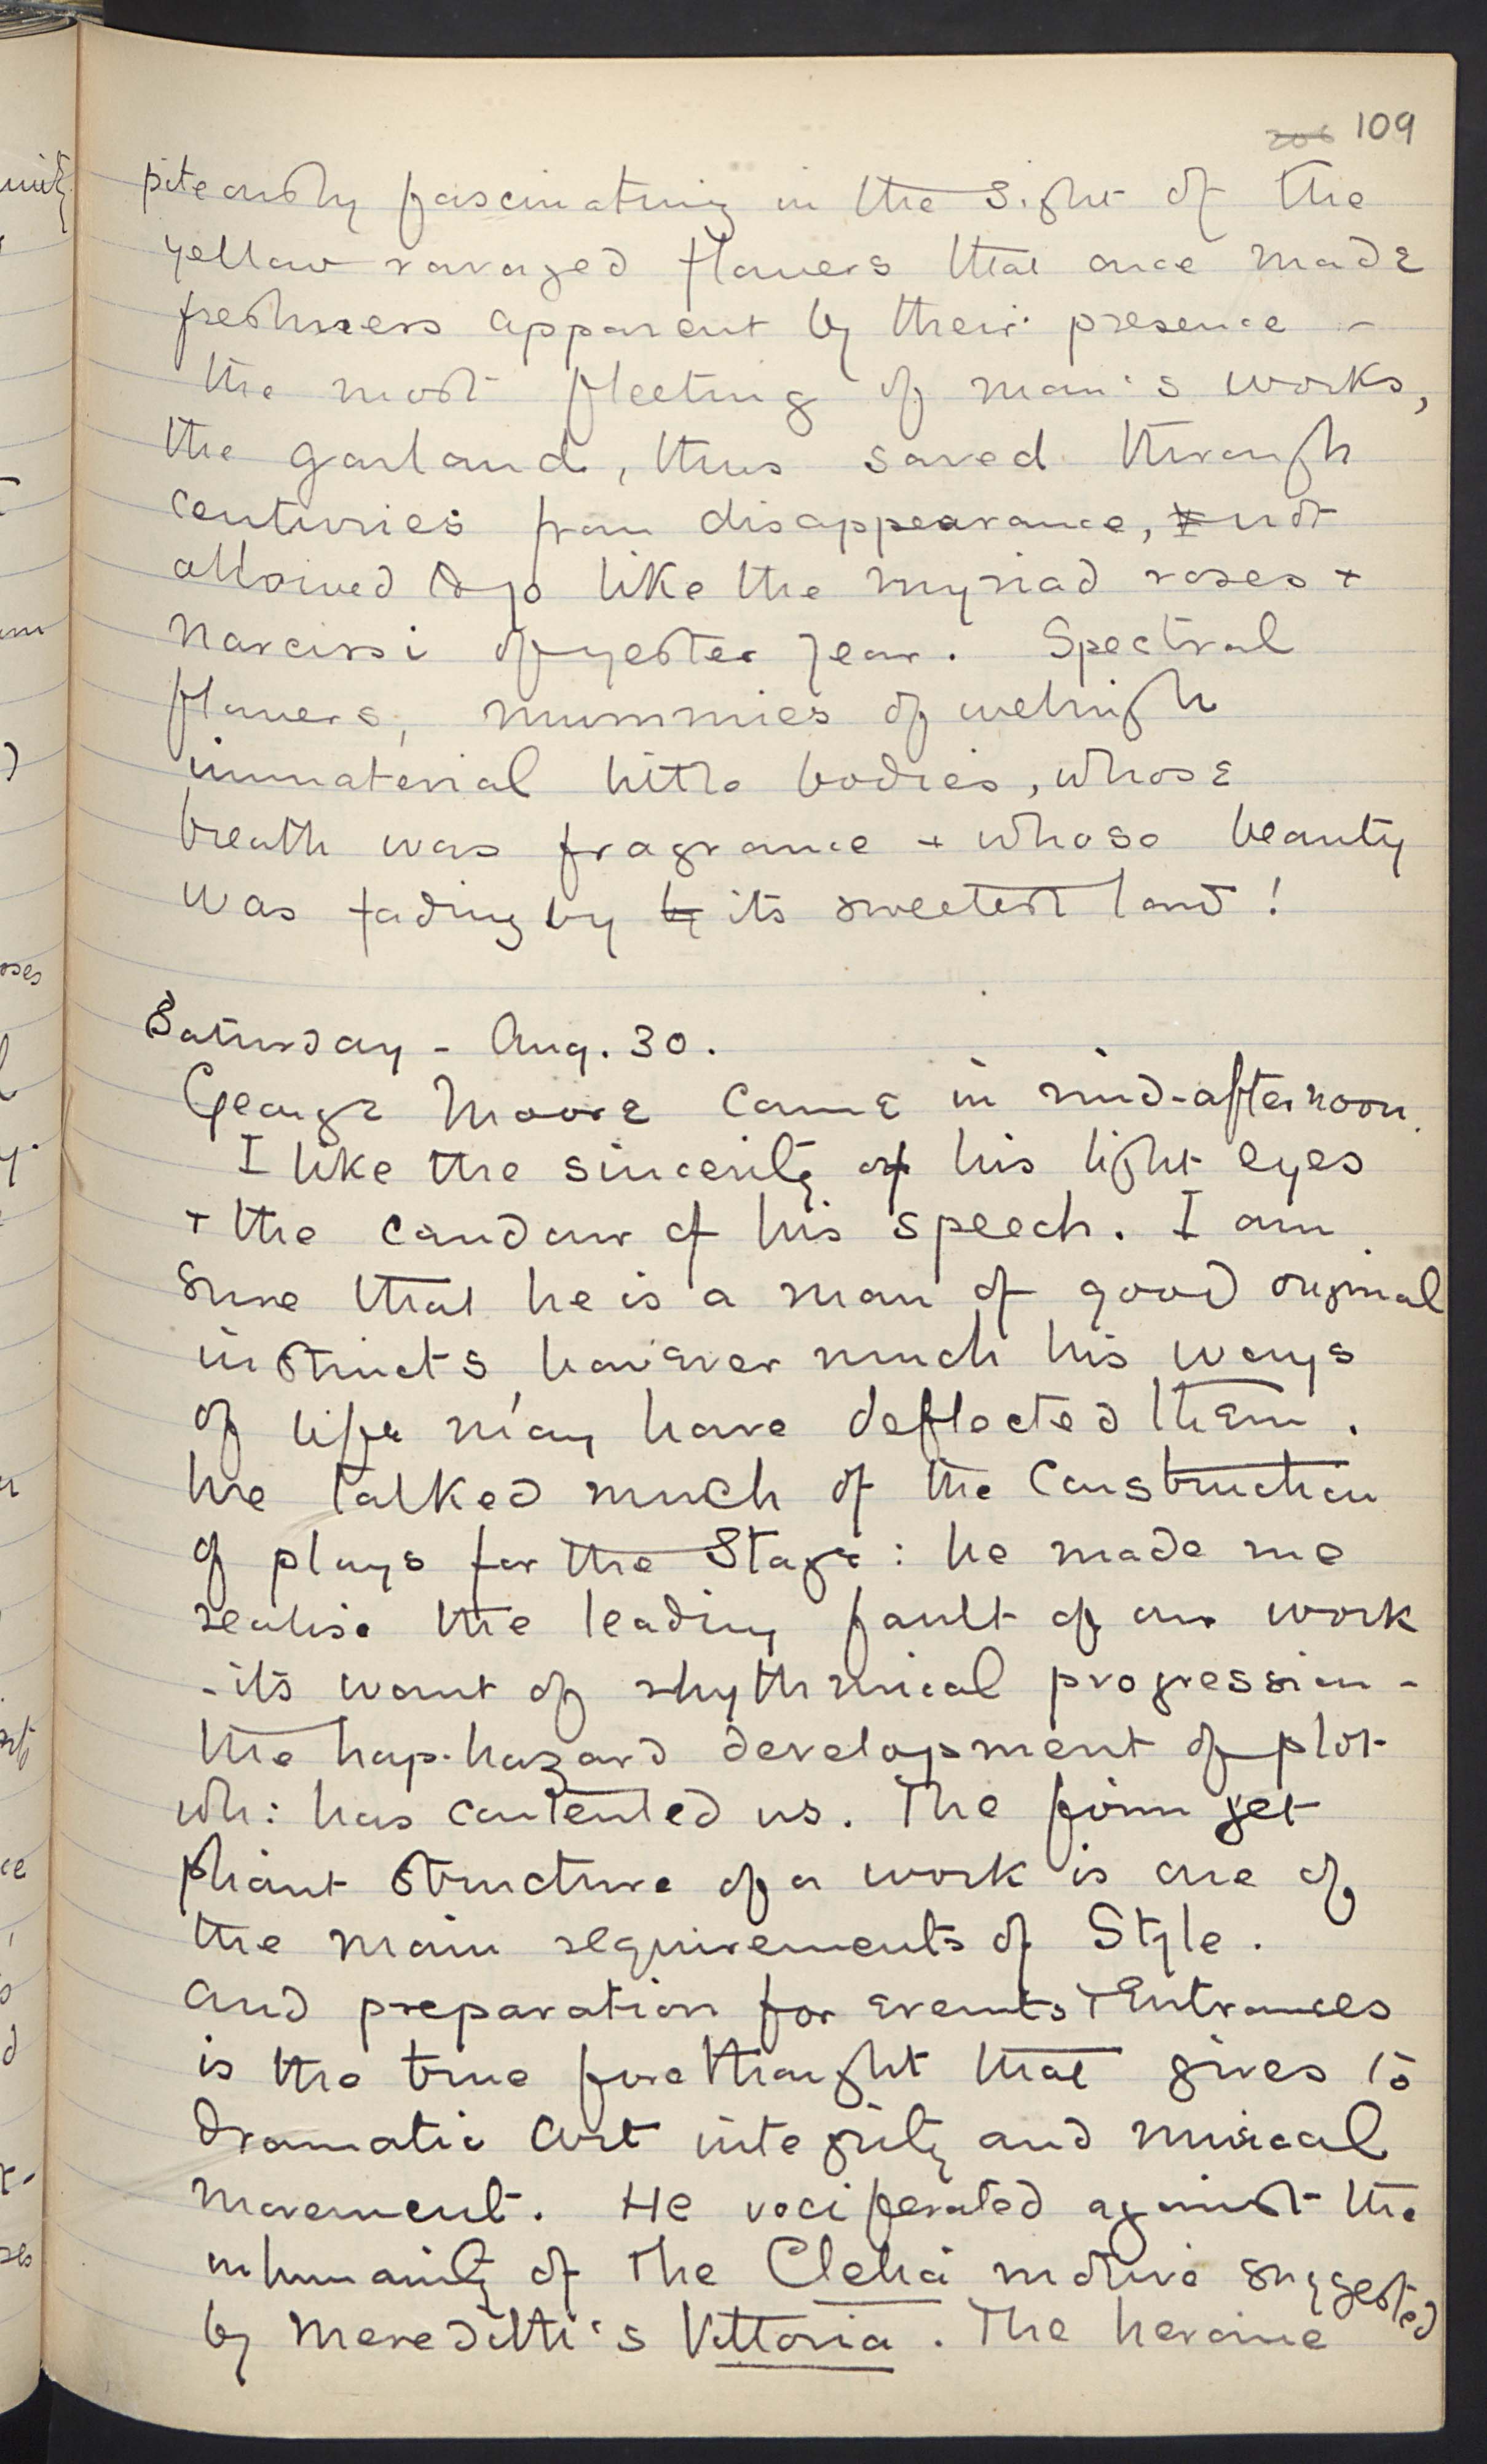 206 109
piteously fascinating in the sight of the
yellow ravaged flowers that once made
freshness apparent by their presence -
the most fleeting of man's works,
the garland, thus saved through
centuries from disappearance, not
allowed to go like the myriad roses +
Narcissi of yester year. Spectral
flowers, mummies of wellnigh
immaterial little bodies, whose
breath was fragrance + whose beauty
was fading by by its sweetest land!
Saturday - Aug. 30.
George Moore came in mid-afternoon.
I like the sincerity of his light eyes
+ the candour of his speech. I am
sure that he is a man of good original
instincts however much his ways
of life may have deflected them.
he talked much of the Construction
of plays for the Stage: he made me
realise the leading fault of our work
- its want of rhythmical progression -
the hap-hazard development of plot
wh: has contented us. The firm yet
pliant structure of a work is one of
the main requirements of Style.
And preparation for events + Entrances
is the true forethought that gives to
dramatic Art integrity and musical
movement. He vociferated against the
inhumanity of the Clelia motive suggested
by Meredith's Vittoria. The heroine